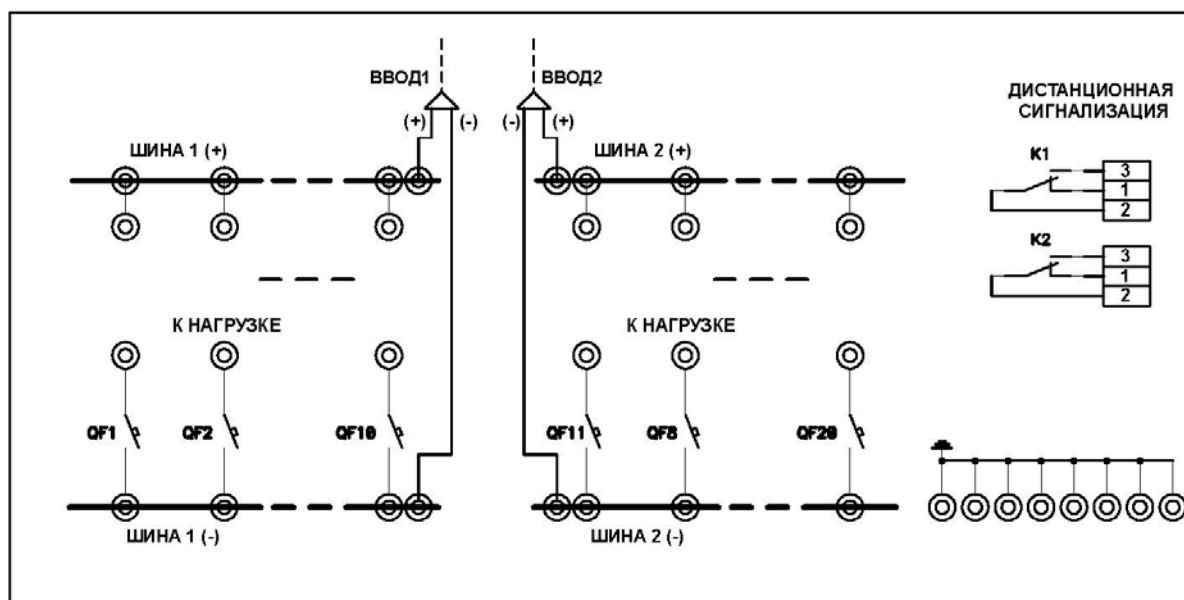 ВВОД1
ВВОД2
(+)
(-)
(-)
(+)
ШИНА 1 (+)
ШИНА 2 (+)
К НАГРУЗКЕ
К НАГРУЗКЕ
QF1
QF2
QF10
QF11
QF8
QF20
ШИНА 1 (-)
ШИНА 2 (-)
ДИСТАНЦИОННАЯ
СИГНАЛИЗАЦИЯ
K1
3
1
2
K2
3
1
2